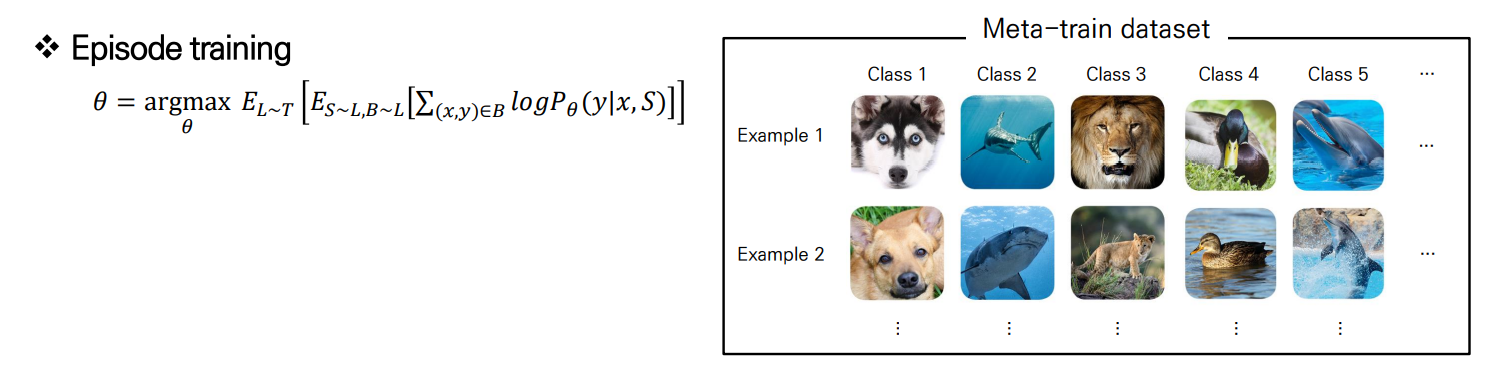 ❖ Episode training
θ = argmax E_{L~T} [E_{S~L,B~L}[∑_{(x,y)∈B} logP_θ(y|x, S)]]
θ
Meta-train dataset
Class 1 Class 2 Class 3 Class 4 Class 5 ...
Example 1 ...
Example 2 ...
⋮ ⋮ ⋮ ⋮ ⋮